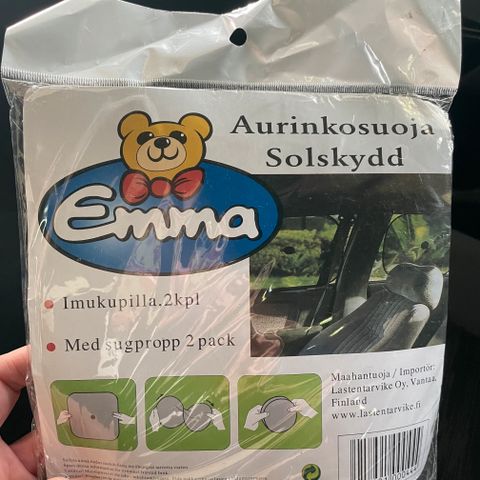 Aurinkosuoja
Solskydd
Emma
Imukupilla.2kpl
Med sugpropp 2 pack
Maahantuoja / Importör:
Lastentarvike Oy, Vantaa,
Finland
www.lastentarvike.fi